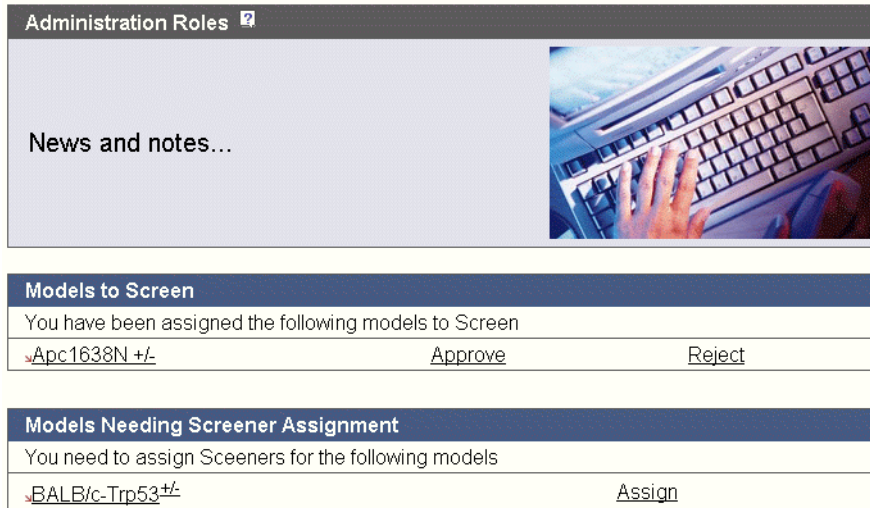 Administration Roles ?
News and notes...
Models to Screen
You have been assigned the following models to Screen
Apc1638N +/- Approve Reject
Models Needing Screener Assignment
You need to assign Sceeners for the following models
BALB/c-Trp53+/- Assign